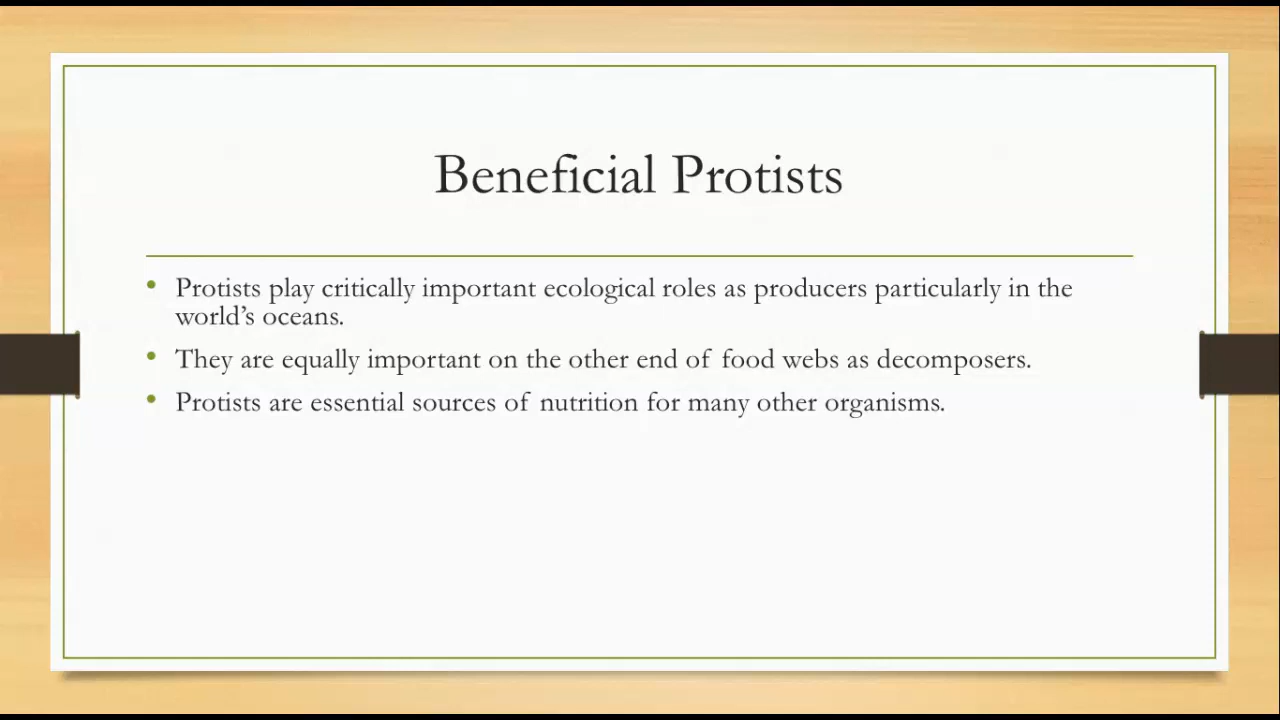 Beneficial Protists
• Protists play critically important ecological roles as producers particularly in the
world’s oceans.
• They are equally important on the other end of food webs as decomposers.
• Protists are essential sources of nutrition for many other organisms.